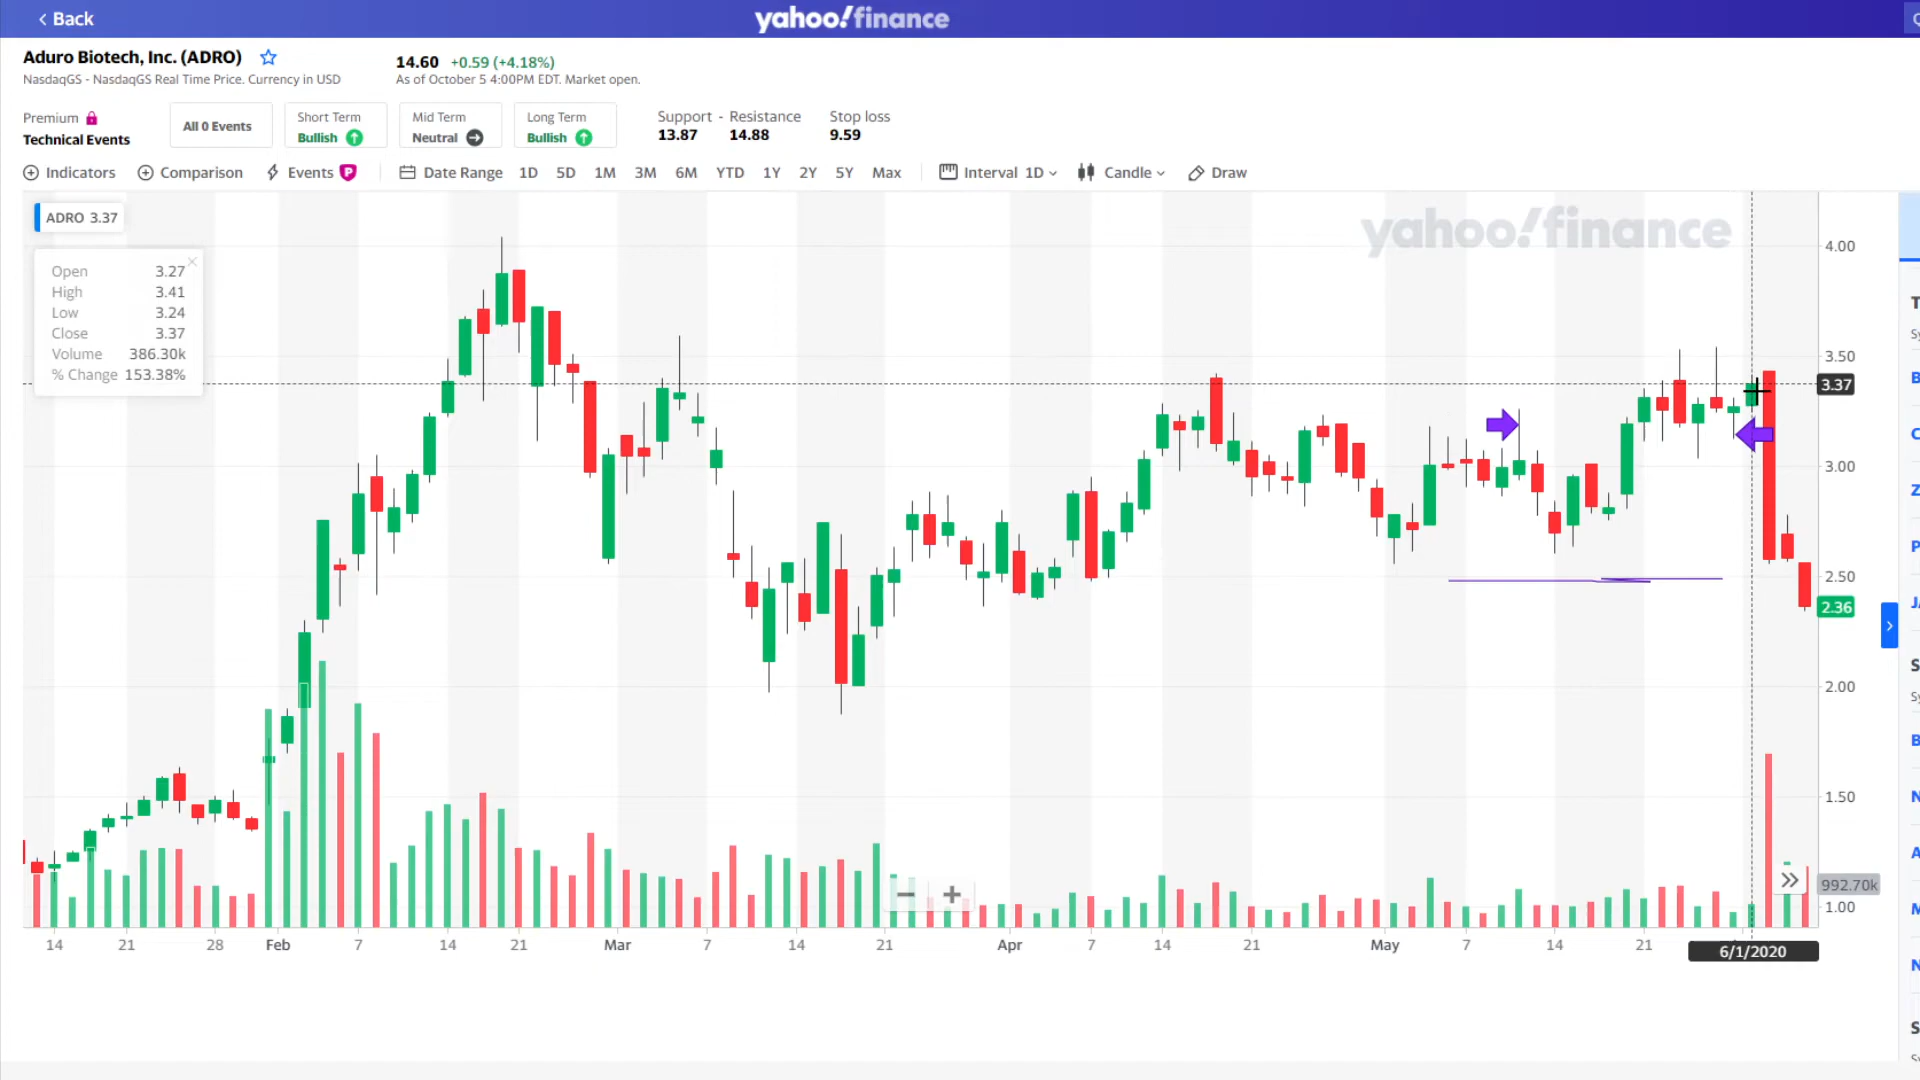 Back
yahoo!finance
Aduro Biotech, Inc. (ADRO)
14.60 +0.59 (+4.18%)
NasdaqGS - NasdaqGS Real Time Price. Currency in USD
As of October 5 4:00PM EDT. Market open.
Premium
Technical Events
All 0 Events
Short Term
Bullish
Mid Term
Neutral
Long Term
Bullish
Support - Resistance
13.87 14.88
Stop loss
9.59
Indicators Comparison Events P Date Range 1D 5D 1M 3M 6M YTD 1Y 2Y 5Y Max Interval 1D Candle Draw
ADRO 3.37
yahoo!finance
Open 3.27
High 3.41
Low 3.24
Close 3.37
Volume 386.30k
% Change 153.38%
4.00
3.50
3.37
3.00
2.50
2.36
2.00
1.50
992.70k
1.00
14 21 28 Feb 7 14 21 Mar 7 14 21 Apr 7 14 21 May 7 14 21 6/1/2020